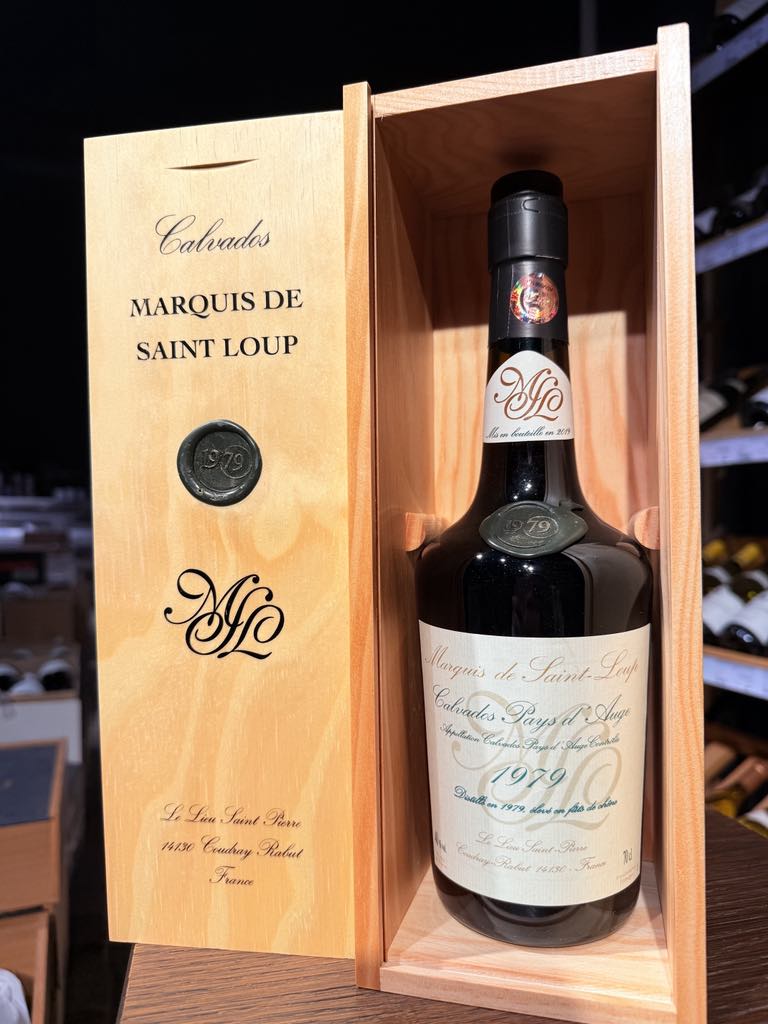 Calvados
MARQUIS DE
SAINT LOUP
1979
MSL
Le Lieu Saint Pierre
14130 Coudray Rabut
France
MSL
Mis en bouteille en 2019
1979
Marquis de Saint-Loup
Calvados Pays d'Auge
Appellation Calvados Pays d'Auge Contrôlée
1979
Distillé en 1979, élevé en fûts de chêne
Le Lieu Saint-Pierre
Coudray-Rabut 14130 - France
70 cl